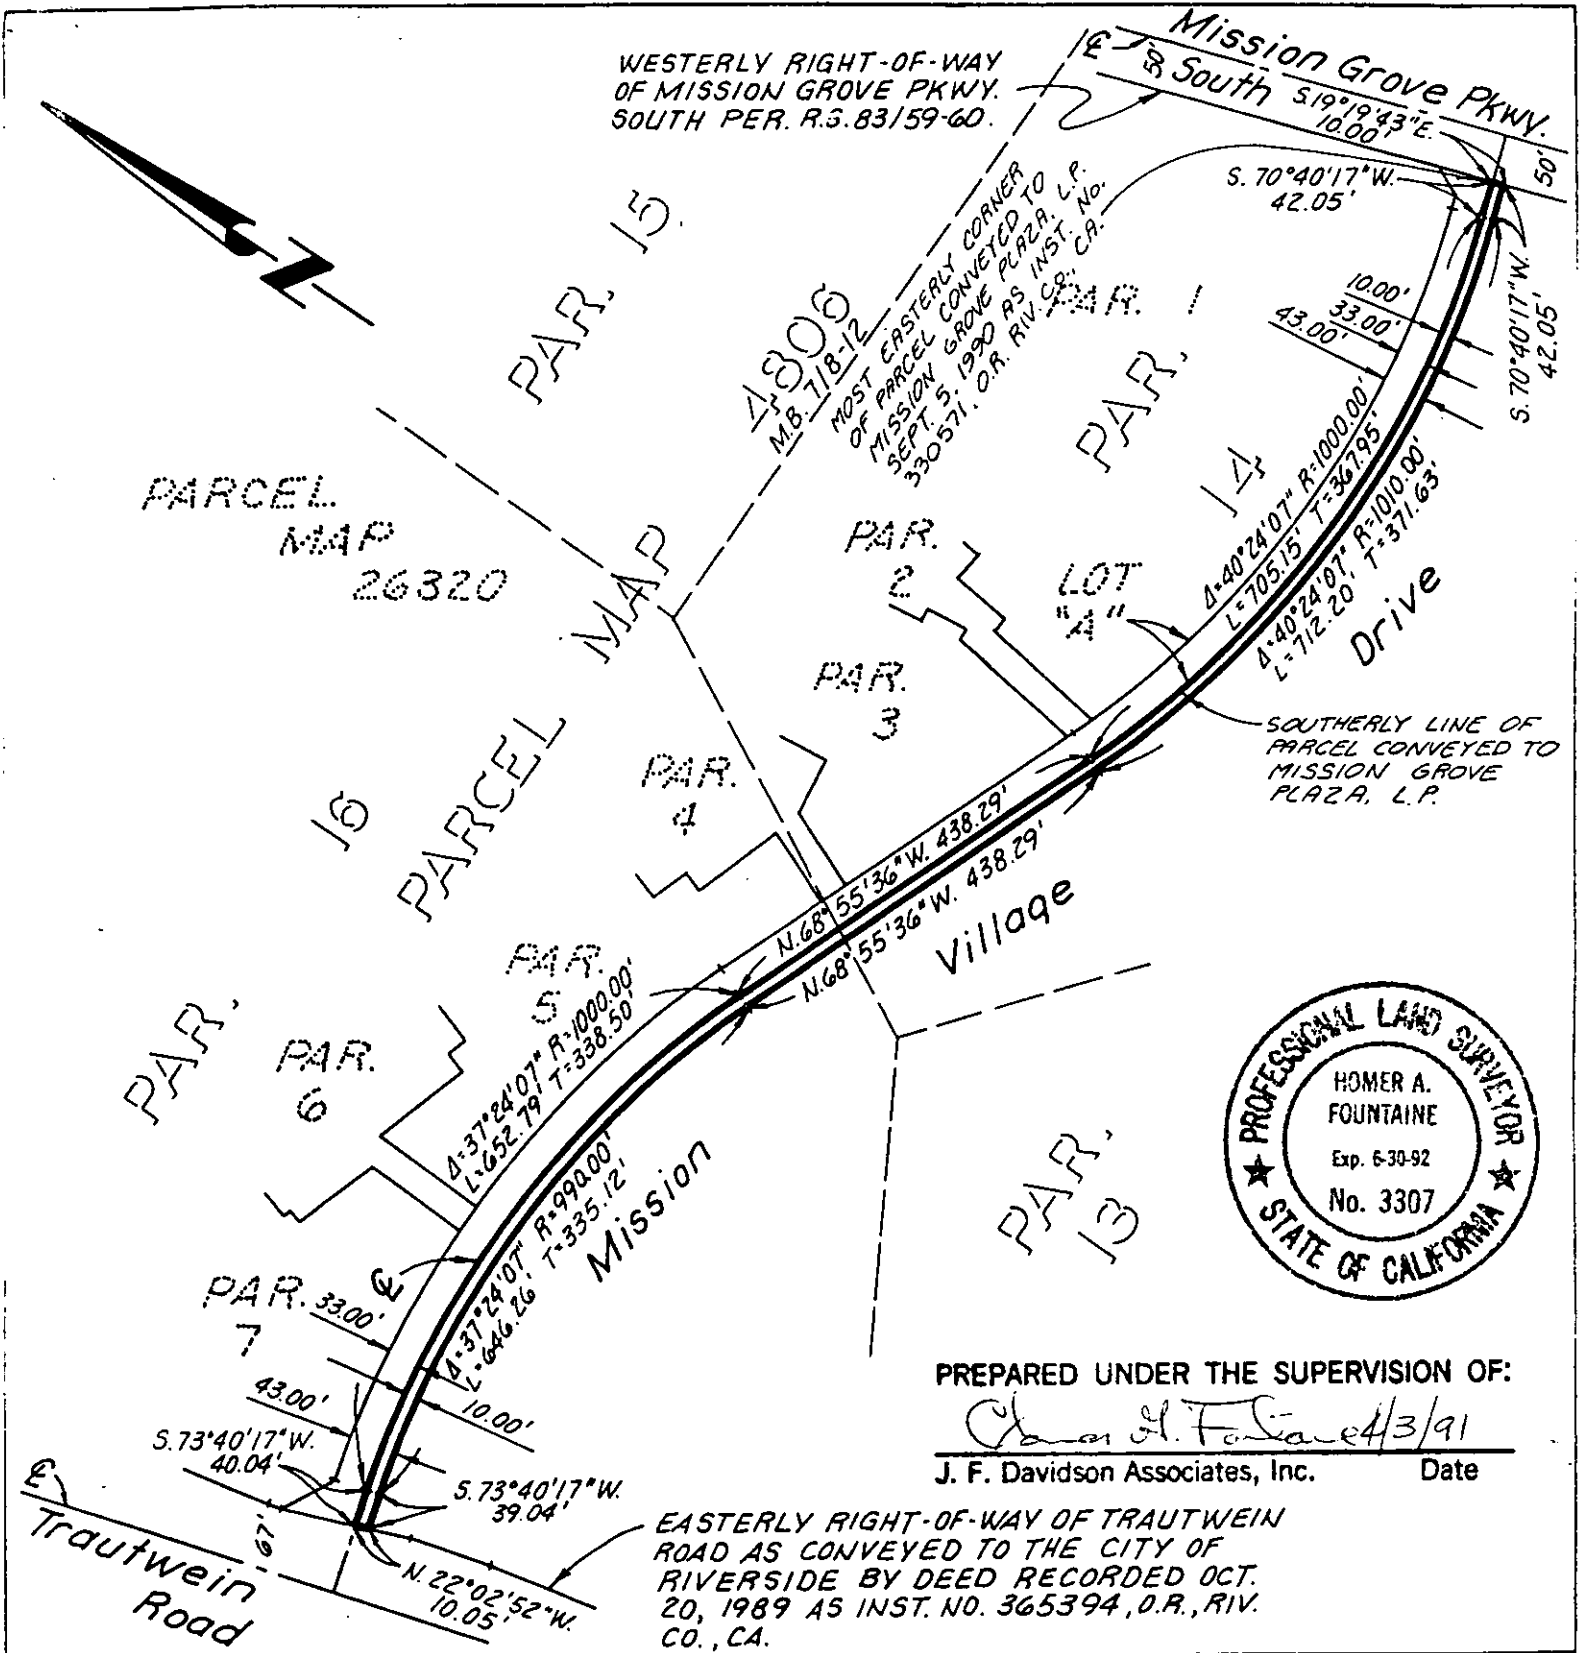 WESTERLY RIGHT-OF-WAY
OF MISSION GROVE PKWY.
SOUTH PER. R.S. 83/59-60.
℄
Mission Grove Pkwy.
South
50'
S.19°19'43"E.
10.00'
50'
S. 70°40'17"W.
42.05'
S. 70°40'17"W.
42.05'
MOST EASTERLY CORNER
OF PARCEL CONVEYED TO
MISSION GROVE PLAZA, L.P.
SEPT. 5, 1990 AS INST. NO.
330571, O.R. RIV. CO., CA.
PAR. 15
4806
M.B. 7/8-12
PAR. 1
10.00'
33.00'
43.00'
PAR.
14
PARCEL
MAP
26320
PARCEL MAP
PAR.
2
LOT
"A"
Δ=40°24'07" R=1000.00'
L=705.15' T=367.95'
Δ=40°24'07" R=1010.00'
L=712.20' T=371.63'
Drive
PAR.
3
SOUTHERLY LINE OF
PARCEL CONVEYED TO
MISSION GROVE
PLAZA, L.P.
PAR.
4
PAR.
16
N.68°55'36"W. 438.29'
N.68°55'36"W. 438.29'
Village
PAR.
5
PAR.
6
Δ=37°24'07" R=1000.00'
L=652.79' T=338.50'
Δ=37°24'07" R=990.00'
L=646.26' T=335.12'
Mission
PAR.
13
PROFESSIONAL LAND SURVEYOR
HOMER A.
FOUNTAINE
Exp. 6-30-92
No. 3307
STATE OF CALIFORNIA
℄
PAR.
7
33.00'
43.00'
10.00'
S.73°40'17"W.
40.04'
S.73°40'17"W.
39.04'
℄
Trautwein
Road
67'
N. 22°02'52"W.
10.05'
PREPARED UNDER THE SUPERVISION OF:
4/3/91
J. F. Davidson Associates, Inc. Date
EASTERLY RIGHT-OF-WAY OF TRAUTWEIN
ROAD AS CONVEYED TO THE CITY OF
RIVERSIDE BY DEED RECORDED OCT.
20, 1989 AS INST. NO. 365394, O.R., RIV.
CO., CA.